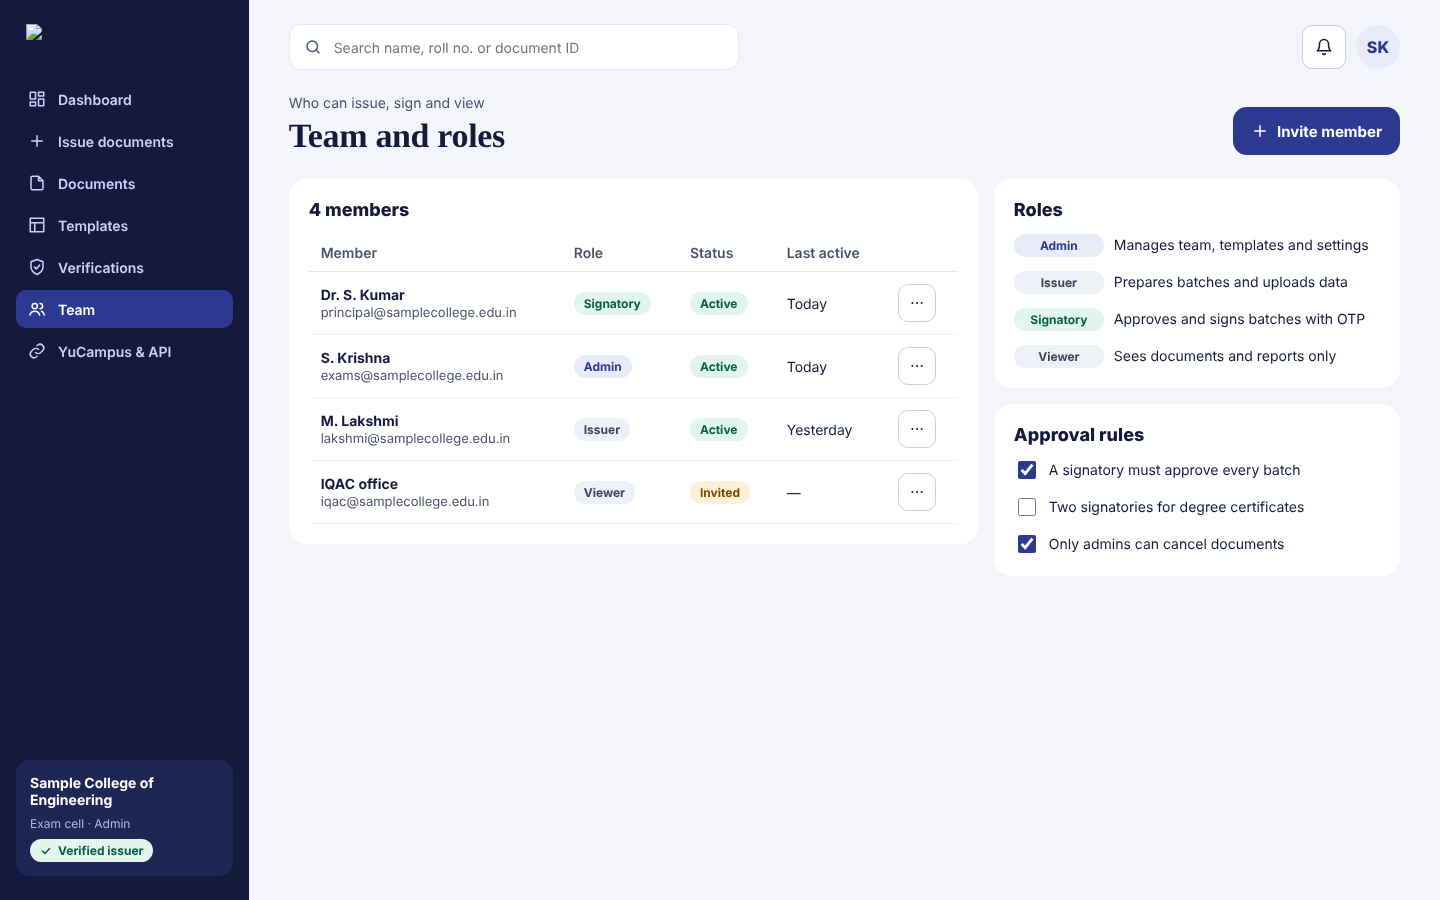 Dashboard
Issue documents
Documents
Templates
Verifications
Team
YuCampus & API
Sample College of
Engineering
Exam cell · Admin
Verified issuer
Search name, roll no. or document ID
SK
Who can issue, sign and view
Team and roles
Invite member
4 members
Member Role Status Last active
Dr. S. Kumar
principal@samplecollege.edu.in
Signatory Active Today ...
S. Krishna
exams@samplecollege.edu.in
Admin Active Today ...
M. Lakshmi
lakshmi@samplecollege.edu.in
Issuer Active Yesterday ...
IQAC office
iqac@samplecollege.edu.in
Viewer Invited — ...
Roles
Admin Manages team, templates and settings
Issuer Prepares batches and uploads data
Signatory Approves and signs batches with OTP
Viewer Sees documents and reports only
Approval rules
A signatory must approve every batch
Two signatories for degree certificates
Only admins can cancel documents